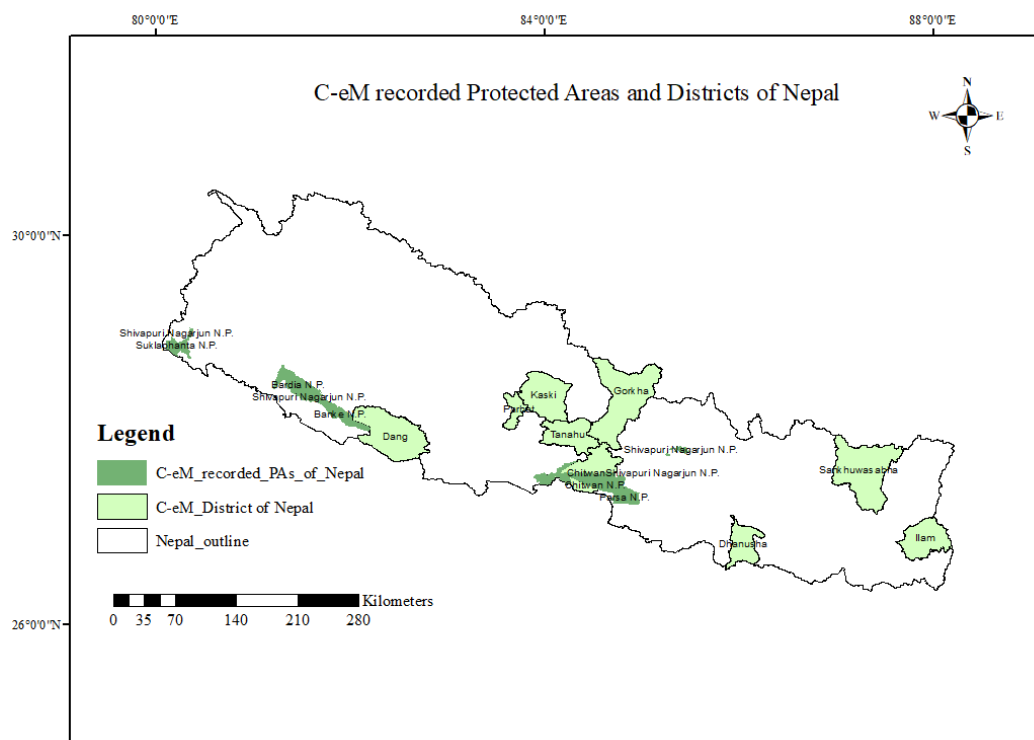 80°0'0"E
84°0'0"E
88°0'0"E
C-eM recorded Protected Areas and Districts of Nepal
N
W
E
S
30°0'0"N
Shivapuri Nagarjun N.P.
Suklaphanta N.P.
Bardia N.P.
Shivapuri Nagarjun N.P.
Banke N.P.
Dang
Kaski
Gorkha
Parbat
Tanahu
Shivapuri Nagarjun N.P.
Chitwan
Shivapuri Nagarjun N.P.
Chitwan N.P.
Parsa N.P.
Sankhuwasabha
Dhanusha
Ilam
Legend
C-eM_recorded_PAs_of_Nepal
C-eM_District of Nepal
Nepal_outline
Kilometers
0 35 70 140 210 280
26°0'0"N